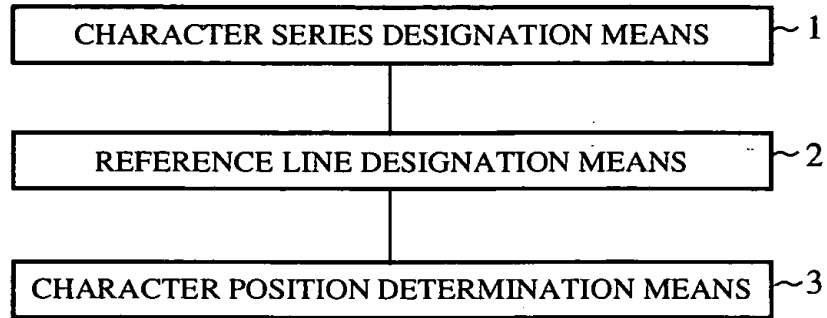 CHARACTER SERIES DESIGNATION MEANS ~1
REFERENCE LINE DESIGNATION MEANS ~2
CHARACTER POSITION DETERMINATION MEANS ~3